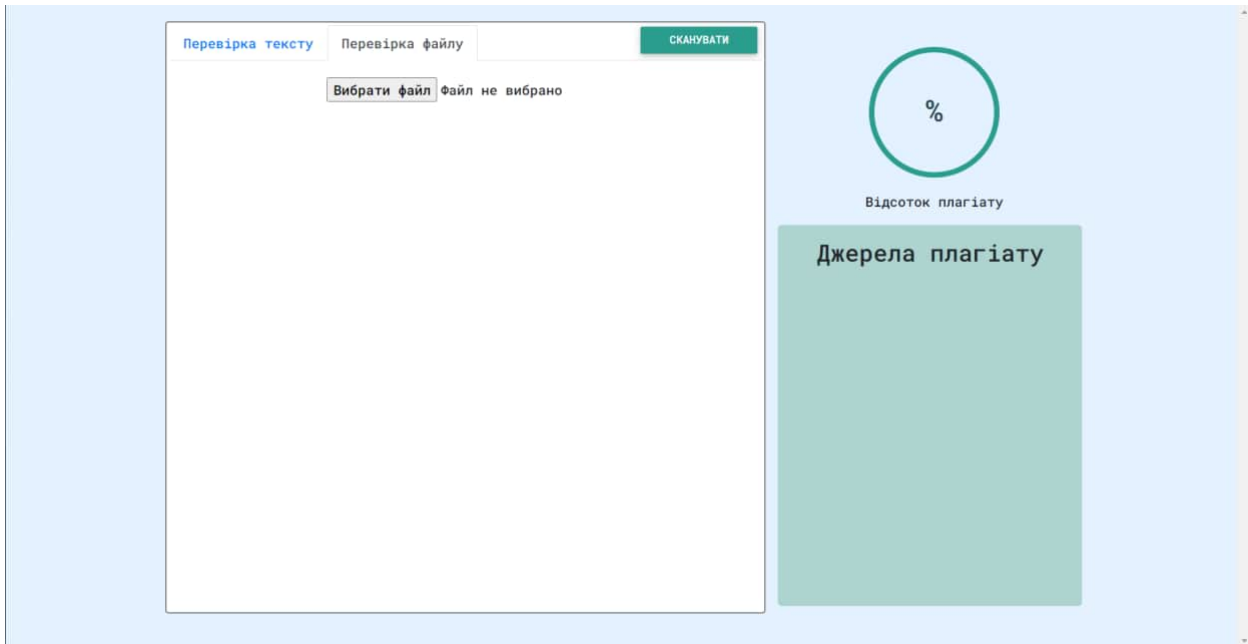 Перевірка тексту Перевірка файлу СКАНУВАТИ
Вибрати файл Файл не вибрано
%
Відсоток плагіату
Джерела плагіату